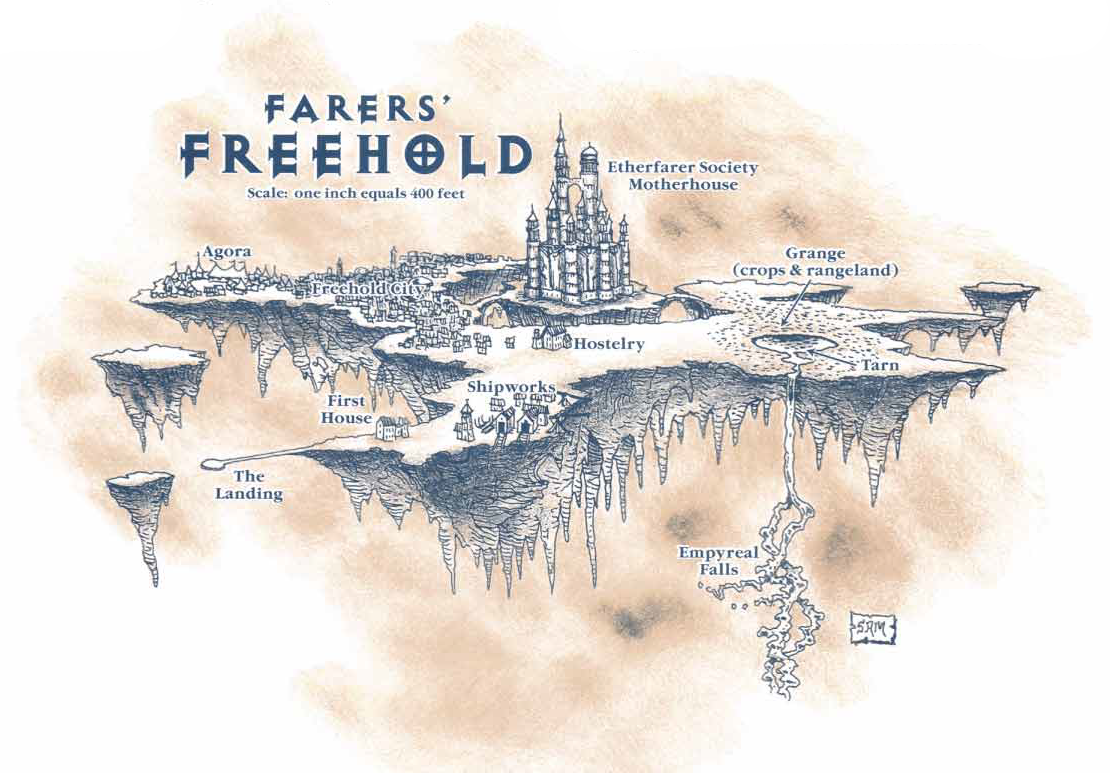 FARERS'
FREEHOLD
Scale: one inch equals 400 feet
Etherfarer Society
Motherhouse
Agora
Grange
(crops & rangeland)
Freehold City
Hostelry
Tarn
Shipworks
First
House
The
Landing
Empyreal
Falls
SRM